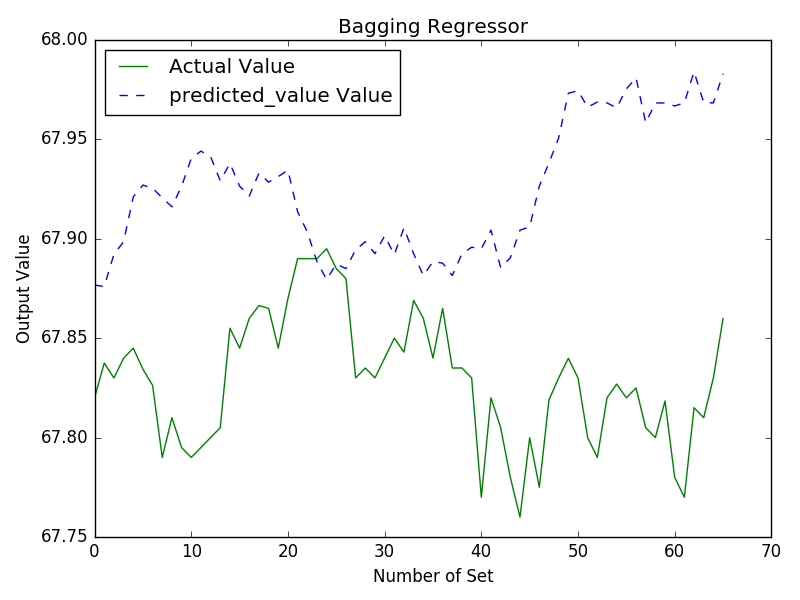 Bagging Regressor
Actual Value
predicted_value Value
Output Value
68.00
67.95
67.90
67.85
67.80
67.75
0 10 20 30 40 50 60 70
Number of Set